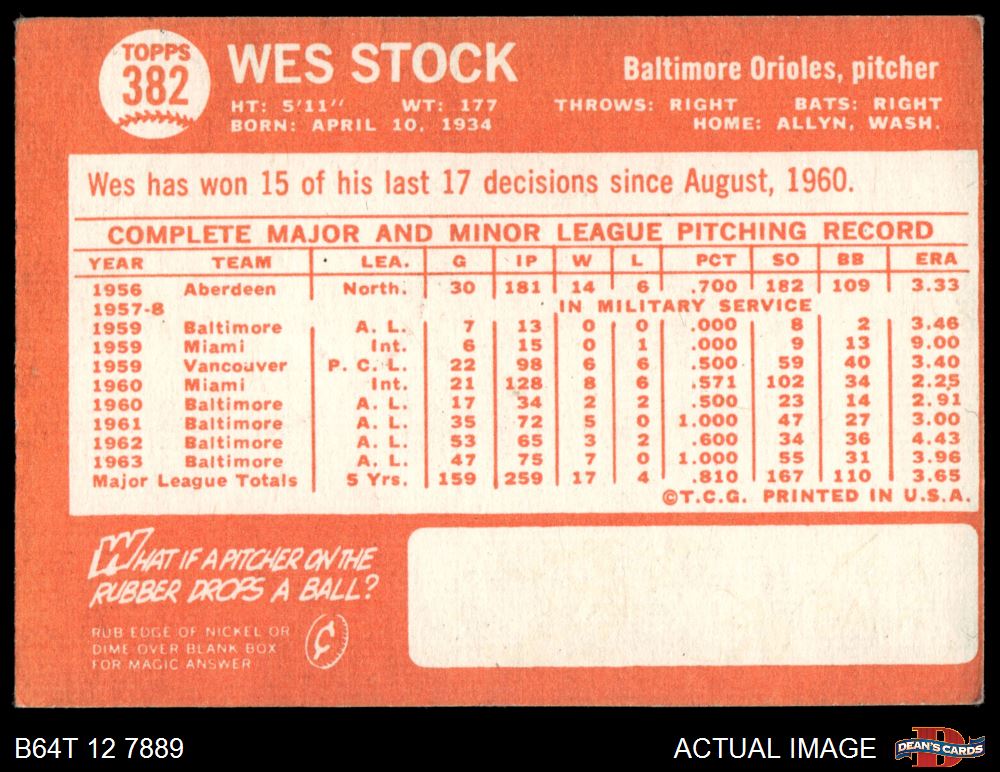 TOPPS
382
WES STOCK
Baltimore Orioles, pitcher
HT: 5'11" WT: 177 THROWS: RIGHT BATS: RIGHT
BORN: APRIL 10, 1934 HOME: ALLYN, WASH.
Wes has won 15 of his last 17 decisions since August, 1960.
COMPLETE MAJOR AND MINOR LEAGUE PITCHING RECORD
YEAR TEAM LEA. G IP W L PCT SO BB ERA
1956 Aberdeen North. 30 181 14 6 .700 182 109 3.33
1957-8 IN MILITARY SERVICE
1959 Baltimore A. L. 7 13 0 0 .000 8 2 3.46
1959 Miami Int. 6 15 0 1 .000 9 13 9.00
1959 Vancouver P. C. L. 22 98 6 6 .500 59 40 3.40
1960 Miami Int. 21 128 8 6 .571 102 34 2.25
1960 Baltimore A. L. 17 34 2 2 .500 23 14 2.91
1961 Baltimore A. L. 35 72 5 0 1.000 47 27 3.00
1962 Baltimore A. L. 53 65 3 2 .600 34 36 4.43
1963 Baltimore A. L. 47 75 7 0 1.000 55 31 3.96
Major League Totals 5 Yrs. 159 259 17 4 .810 167 110 3.65
©T.C.G. PRINTED IN U.S.A.
WHAT IF A PITCHER ON THE
RUBBER DROPS A BALL?
RUB EDGE OF NICKEL OR
DIME OVER BLANK BOX
FOR MAGIC ANSWER
¢
B64T 12 7889
ACTUAL IMAGE
DEAN'S CARDS